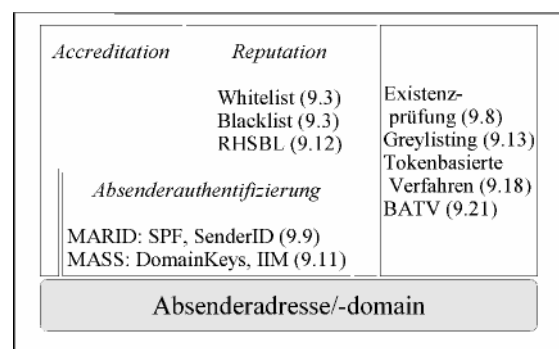 Accreditation
Reputation
Whitelist (9.3)
Blacklist (9.3)
RHSBL (9.12)
Absenderauthentifizierung
MARID: SPF, SenderID (9.9)
MASS: DomainKeys, IIM (9.11)
Existenz-
prüfung (9.8)
Greylisting (9.13)
Tokenbasierte
Verfahren (9.18)
BATV (9.21)
Absenderadresse/-domain